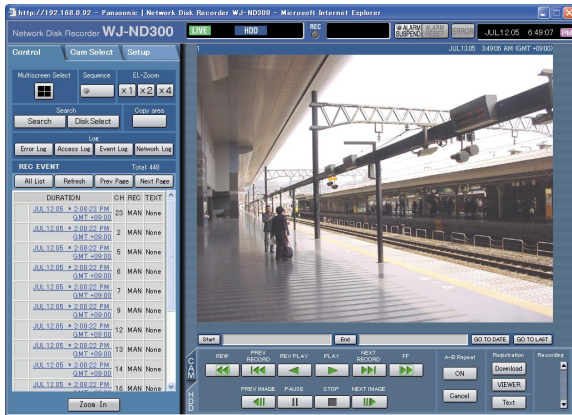 http://192.168.0.92 - Panasonic | Network Disk Recorder WJ-ND300 - Microsoft Internet Explorer
Network Disk Recorder WJ-ND300
LIVE HDD REC ALARM SUSPEND ALARM RESET ERROR JUL.12.05 6:49:07 PM
Control Cam Select Setup
1 JUL.13.05 3:49:06 AM (GMT +09:00)
Multiscreen Select Sequence EL-Zoom
x1 x2 x4
Search Copy area
Search Disk Select
Log
Error Log Access Log Event Log Network Log
REC EVENT Total: 448
All List Refresh Prev Page Next Page
DURATION CH REC TEXT
JUL.12.05 * 2:08:23 PM GMT +09:00 23 MAN None
JUL.12.05 * 2:08:22 PM GMT +09:00 2 MAN None
JUL.12.05 * 2:08:22 PM GMT +09:00 5 MAN None
JUL.12.05 * 2:08:22 PM GMT +09:00 6 MAN None
JUL.12.05 * 2:08:22 PM GMT +09:00 7 MAN None
JUL.12.05 * 2:08:22 PM GMT +09:00 9 MAN None
JUL.12.05 * 2:08:22 PM GMT +09:00 12 MAN None
JUL.12.05 * 2:08:22 PM GMT +09:00 13 MAN None
JUL.12.05 * 2:08:22 PM GMT +09:00 14 MAN None
JUL.12.05 * 2:08:22 PM 16 MAN None
Zoom In
Start End GO TO DATE GO TO LAST
CAM
HDD
REW PREV RECORD REV PLAY PLAY NEXT RECORD FF
PREV IMAGE PAUSE STOP NEXT IMAGE
A-B Repeat
ON
Cancel
Registration
Download
VIEWER
Text
Recording